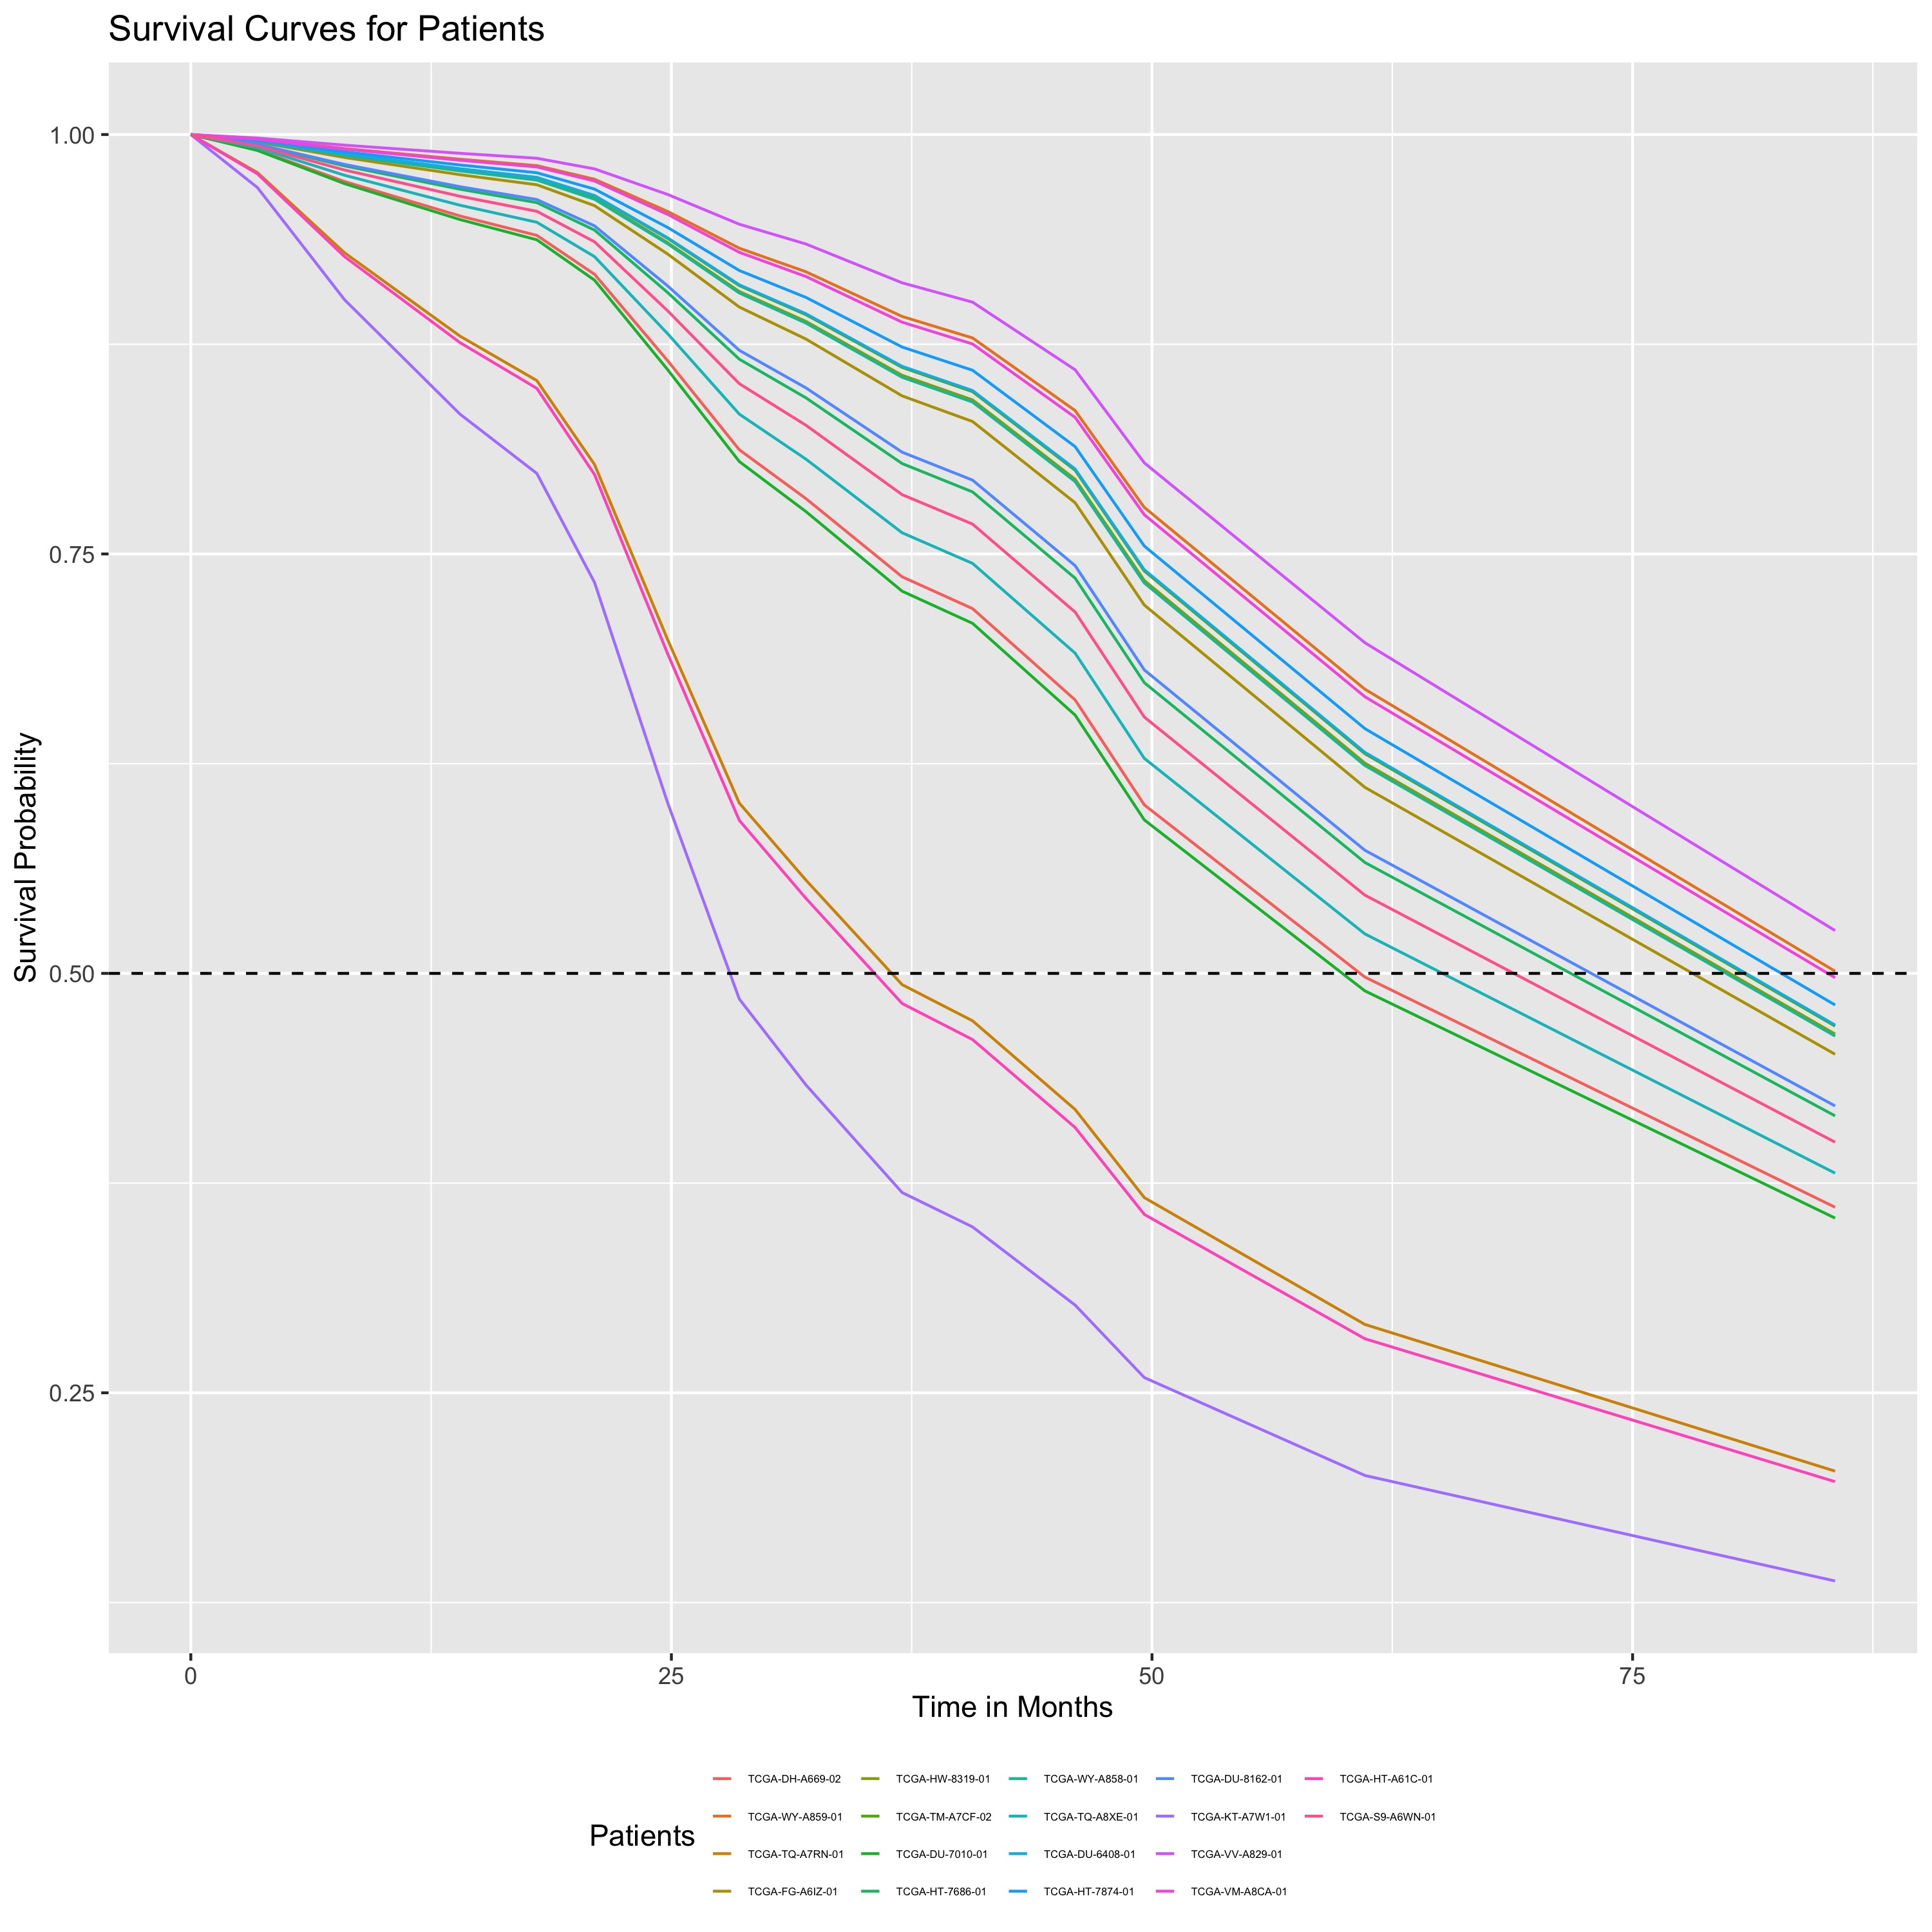 Survival Curves for Patients
1.00
0.75
0.50
0.25
Survival Probability
0 25 50 75
Time in Months
Patients
TCGA-DH-A669-02 TCGA-HW-8319-01 TCGA-WY-A858-01 TCGA-DU-8162-01 TCGA-HT-A61C-01
TCGA-WY-A859-01 TCGA-TM-A7CF-02 TCGA-TQ-A8XE-01 TCGA-KT-A7W1-01 TCGA-S9-A6WN-01
TCGA-TQ-A7RN-01 TCGA-DU-7010-01 TCGA-DU-6408-01 TCGA-VV-A829-01
TCGA-FG-A6IZ-01 TCGA-HT-7686-01 TCGA-HT-7874-01 TCGA-VM-A8CA-01